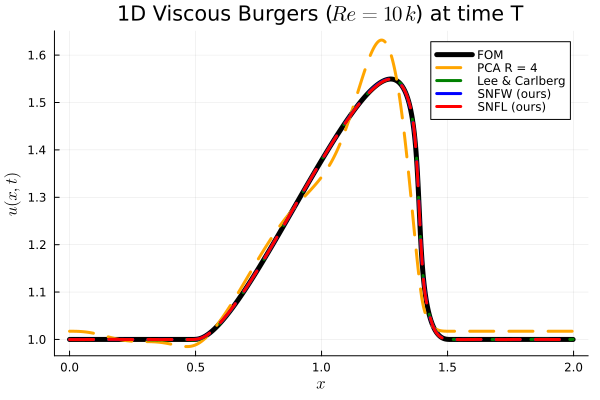 1D Viscous Burgers (Re = 10k) at time T
FOM
PCA R = 4
Lee & Carlberg
SNFW (ours)
SNFL (ours)
1.6
1.5
1.4
1.3
1.2
1.1
1.0
u(x, t)
0.0 0.5 1.0 1.5 2.0
x